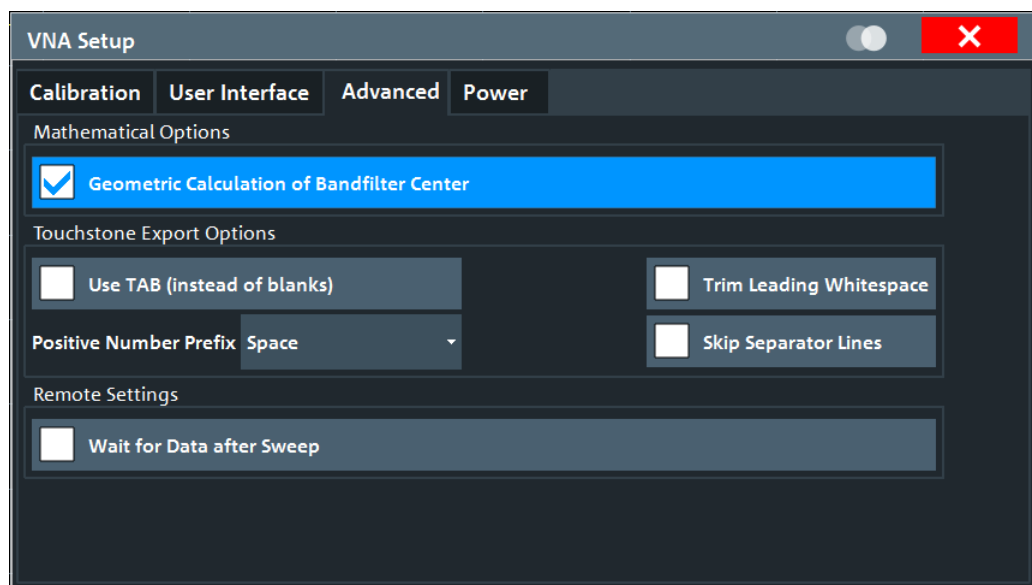 VNA Setup
Calibration User Interface Advanced Power
Mathematical Options
Geometric Calculation of Bandfilter Center
Touchstone Export Options
Use TAB (instead of blanks) Trim Leading Whitespace
Positive Number Prefix Space Skip Separator Lines
Remote Settings
Wait for Data after Sweep